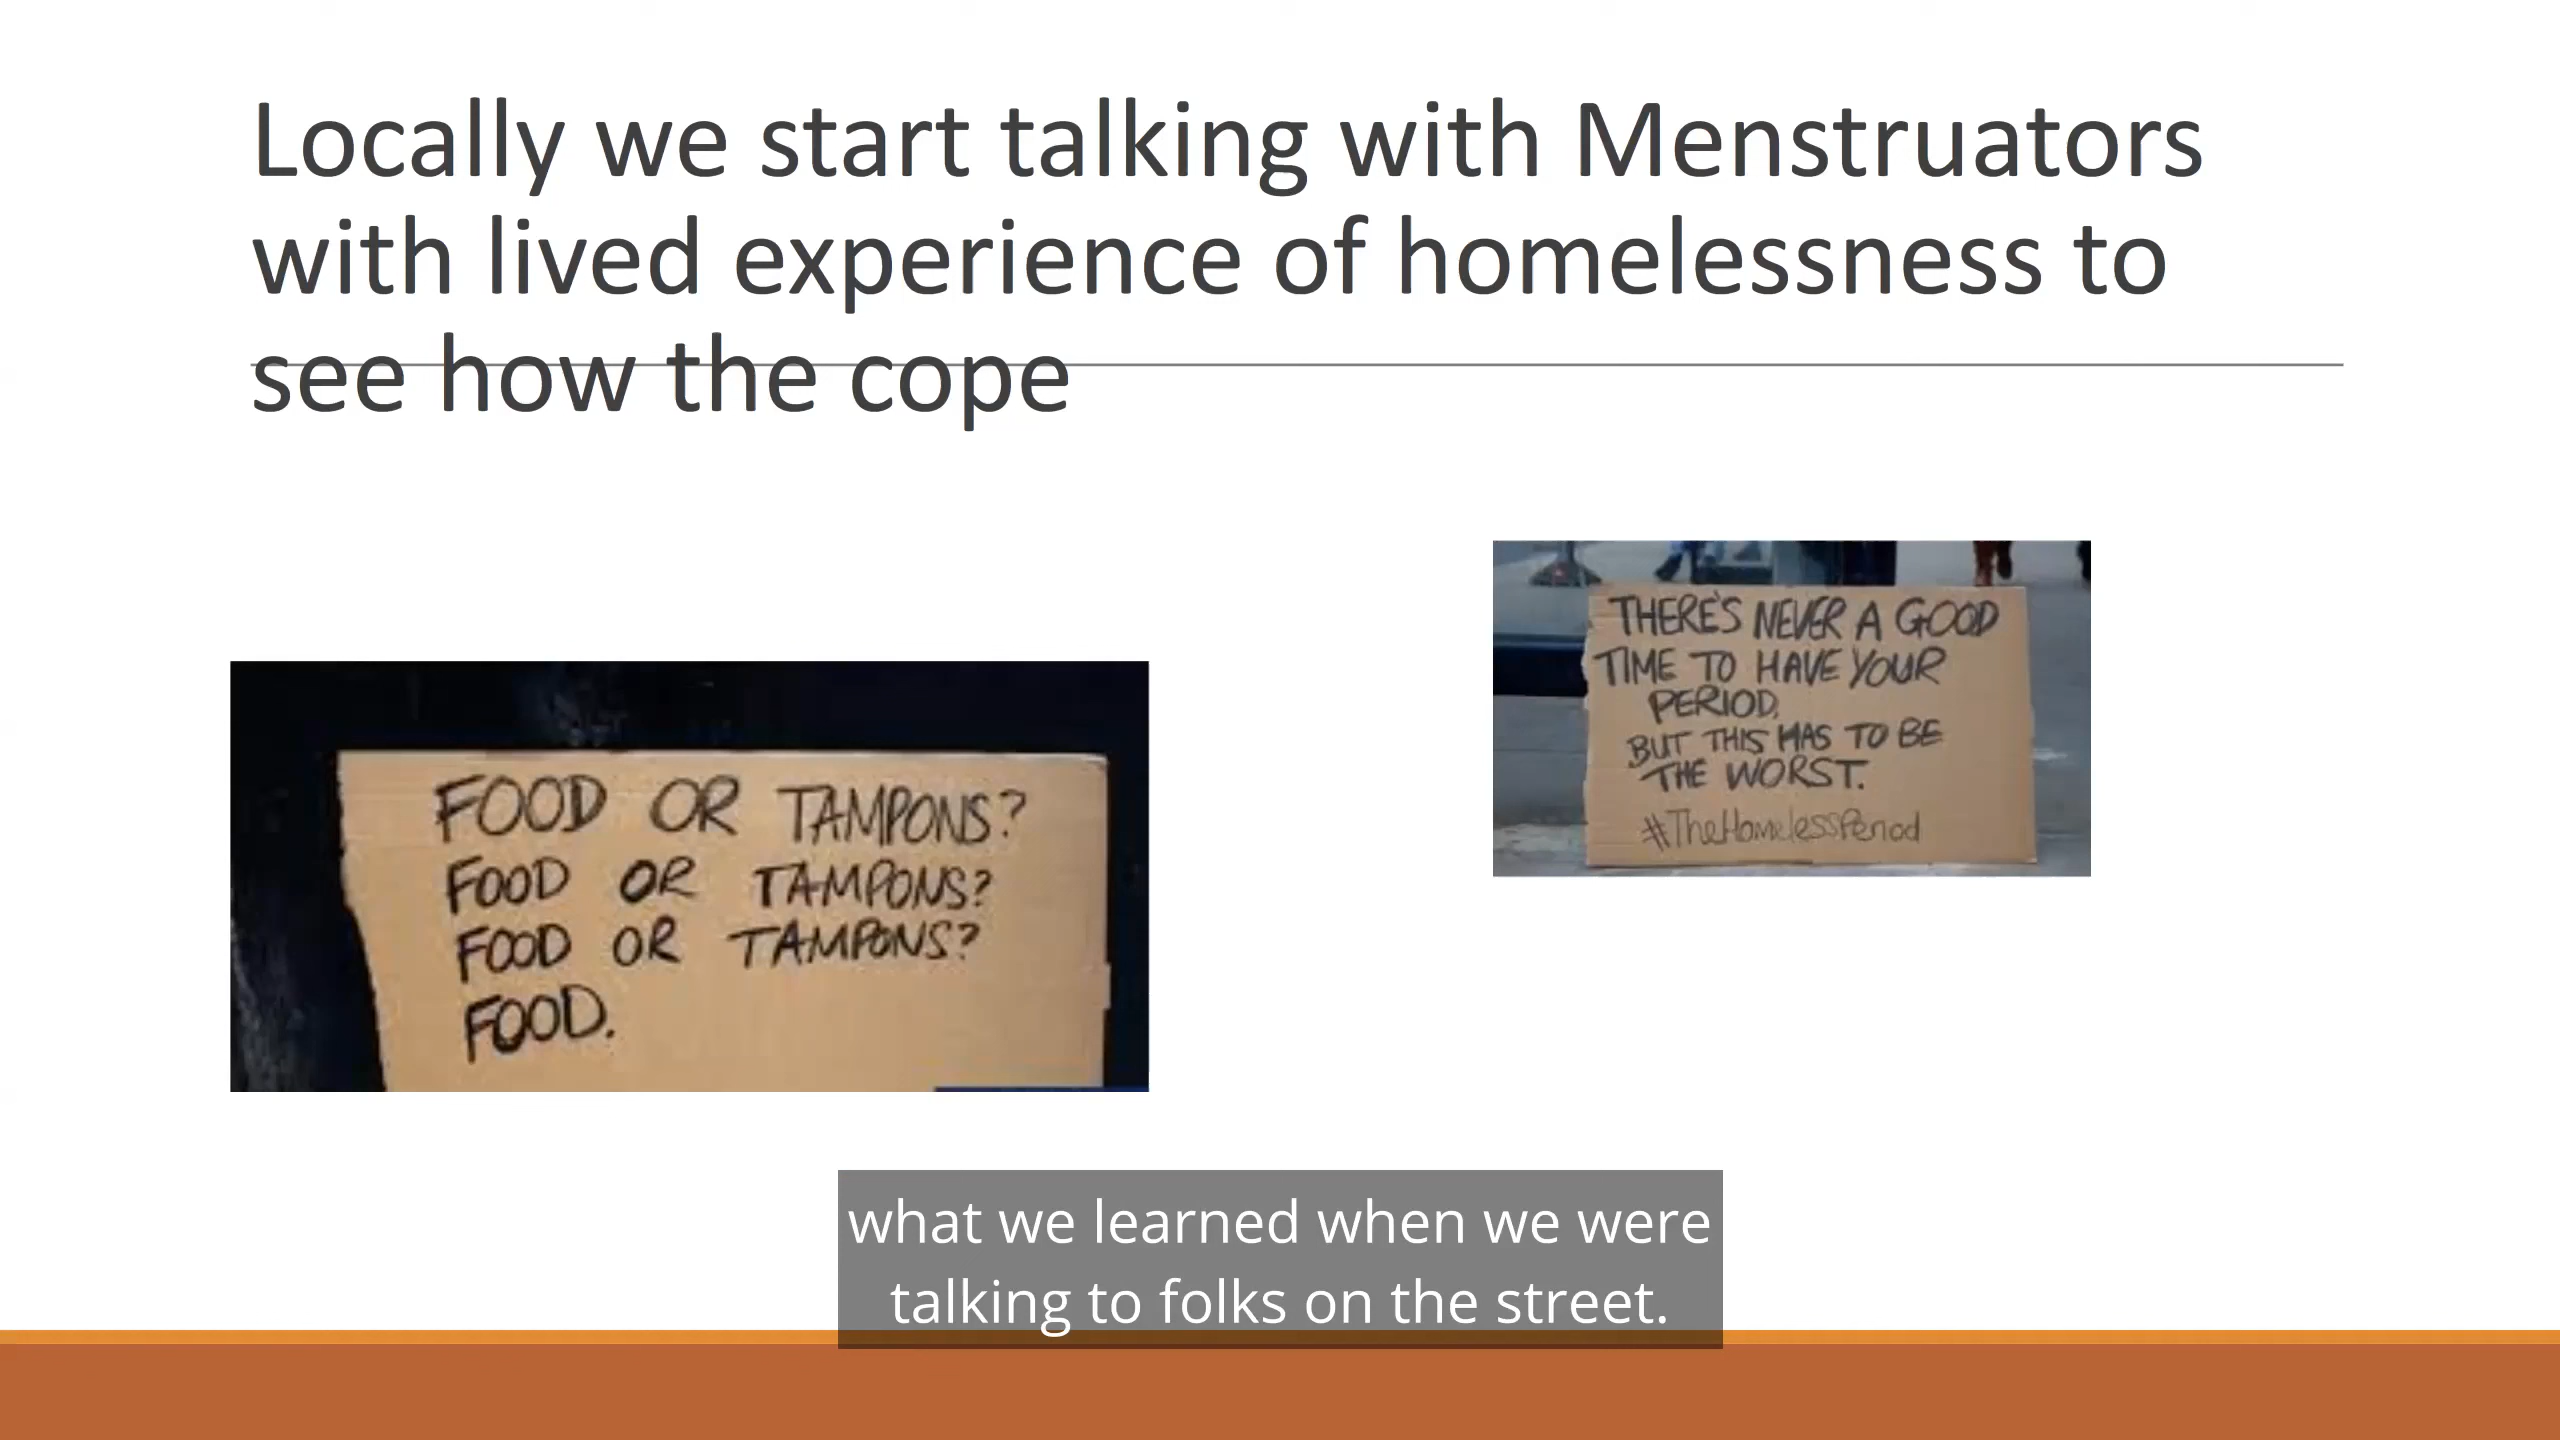 Locally we start talking with Menstruators
with lived experience of homelessness to
see how the cope
FOOD OR TAMPONS?
FOOD OR TAMPONS?
FOOD OR TAMPONS?
FOOD.
THERE'S NEVER A GOOD
TIME TO HAVE YOUR
PERIOD,
BUT THIS HAS TO BE
THE WORST.
#TheHomelessPeriod
what we learned when we were
talking to folks on the street.